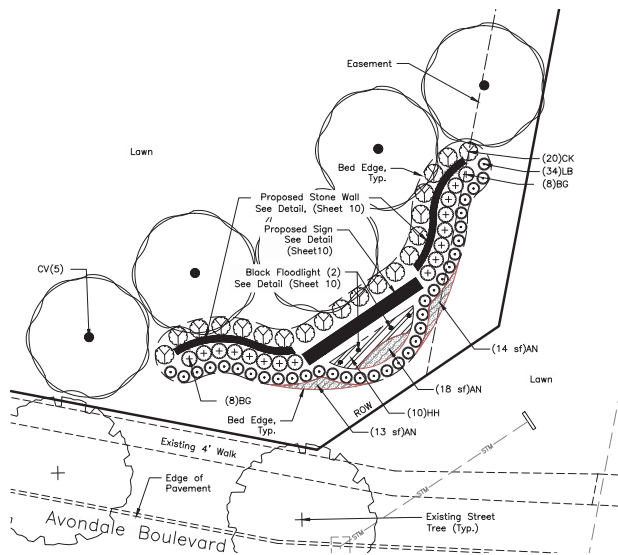 Easement
Lawn
Bed Edge,
Typ.
(20)CK
(34)LB
(8)BG
Proposed Stone Wall
See Detail, (Sheet 10)
Proposed Sign
See Detail
(Sheet10)
Black Floodlight (2)
See Detail (Sheet 10)
CV(5)
(14 sf)AN
(18 sf)AN
Lawn
(8)BG
(10)HH
ROW
Bed Edge,
Typ.
(13 sf)AN
Existing 4' Walk
STM
STM
STM
Edge of
Pavement
Existing Street
Tree (Typ.)
Avondale Boulevard